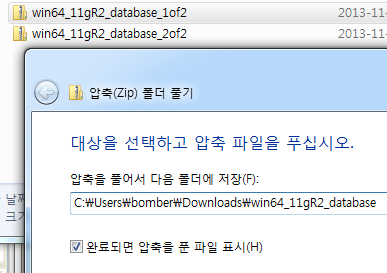 win64_11gR2_database_1of2 2013-11-
win64_11gR2_database_2of2 2013-11-
압축(Zip) 폴더 풀기
대상을 선택하고 압축 파일을 푸십시오.
압축을 풀어서 다음 폴더에 저장(F):
날짜
C:₩Users₩bomber₩Downloads₩win64_11gR2_database
크기
완료되면 압축을 푼 파일 표시(H)